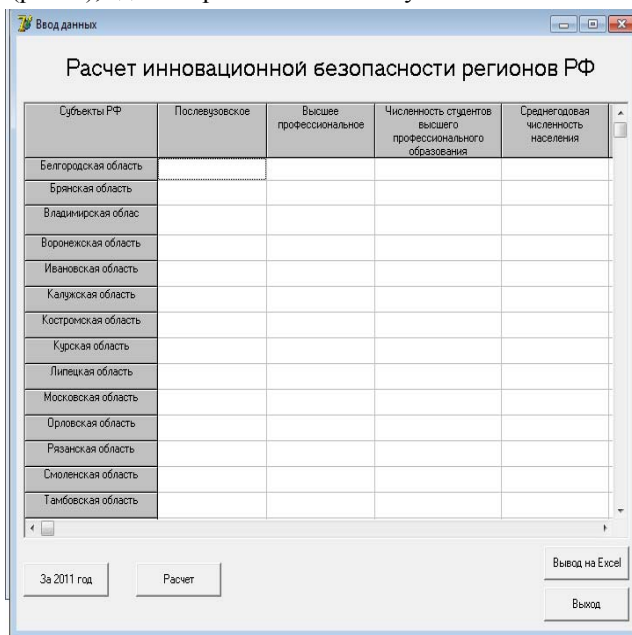 Ввод данных
Расчет инновационной безопасности регионов РФ
Субъекты РФ
Послевузовское
Высшее
профессиональное
Численность студентов
высшего
профессионального
образования
Среднегодовая
численность
населения
Белгородская область
Брянская область
Владимирская облас
Воронежская область
Ивановская область
Калужская область
Костромская область
Курская область
Липецкая область
Московская область
Орловская область
Рязанская область
Смоленская область
Тамбовская область
За 2011 год
Расчет
Вывод на Excel
Выход